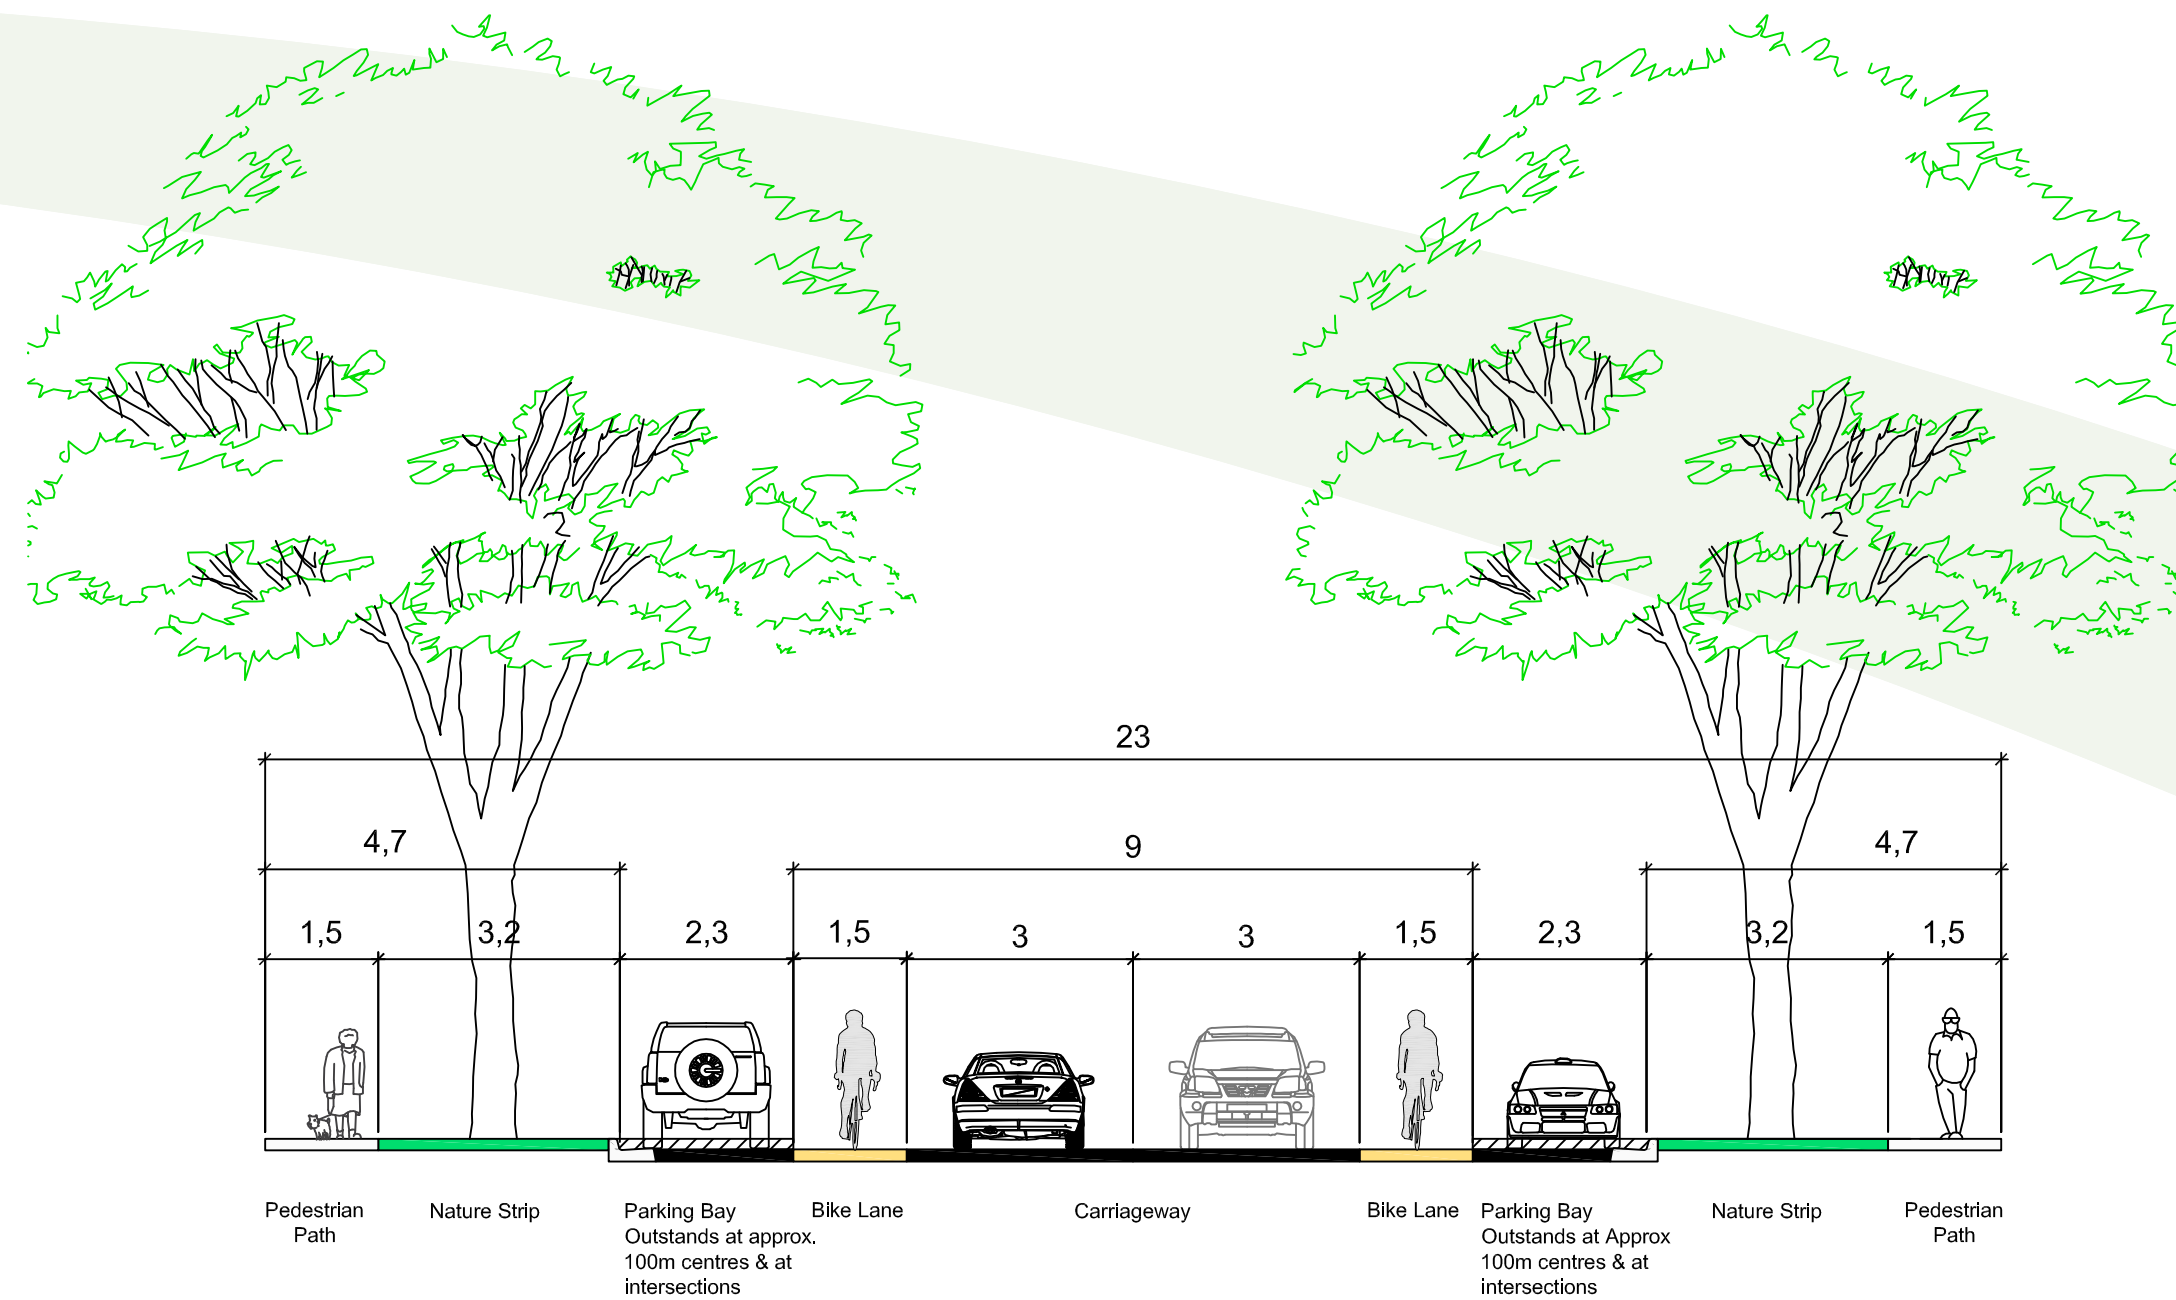 23
4,7
9
4,7
1,5
3,2
2,3
1,5
3
3
1,5
2,3
3,2
1,5
Pedestrian
Path
Nature Strip
Parking Bay
Outstands at approx.
100m centres & at
intersections
Bike Lane
Carriageway
Bike Lane
Parking Bay
Outstands at Approx
100m centres & at
intersections
Nature Strip
Pedestrian
Path